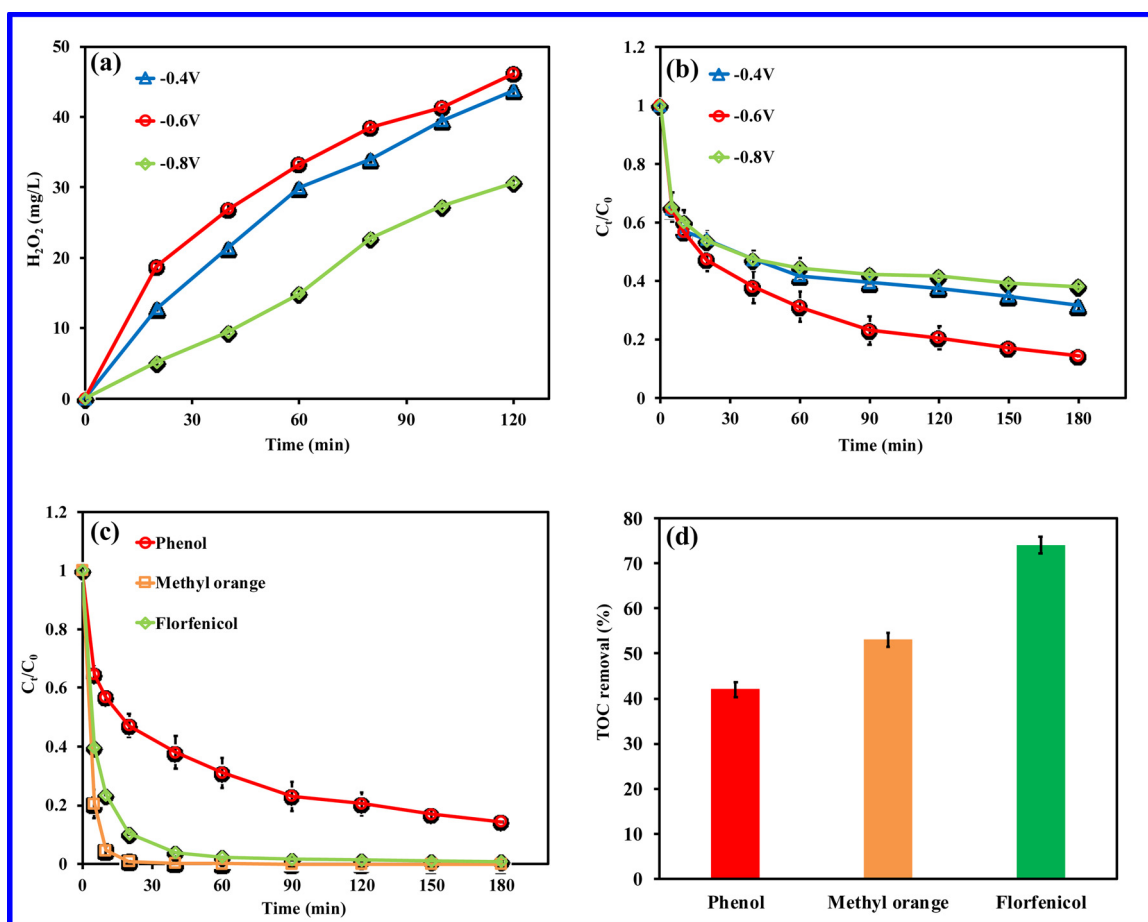 (a)
-0.4V
-0.6V
-0.8V
H₂O₂ (mg/L)
50
40
30
20
10
0
0 30 60 90 120
Time (min)
(b)
-0.4V
-0.6V
-0.8V
Cₜ/C₀
1.2
1
0.8
0.6
0.4
0.2
0
0 30 60 90 120 150 180
Time (min)
(c)
Phenol
Methyl orange
Florfenicol
Cₜ/C₀
1.2
1
0.8
0.6
0.4
0.2
0
0 30 60 90 120 150 180
Time (min)
(d)
TOC removal (%)
80
70
60
50
40
30
20
10
0
Phenol Methyl orange Florfenicol